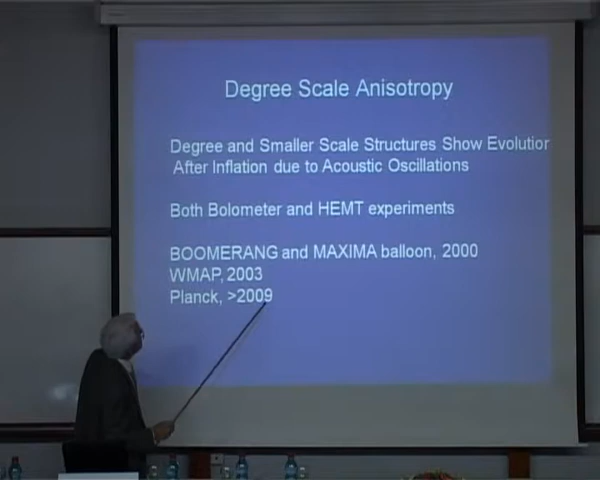 Degree Scale Anisotropy
Degree and Smaller Scale Structures Show Evolution
After Inflation due to Acoustic Oscillations
Both Bolometer and HEMT experiments
BOOMERANG and MAXIMA balloon, 2000
WMAP, 2003
Planck, >2009